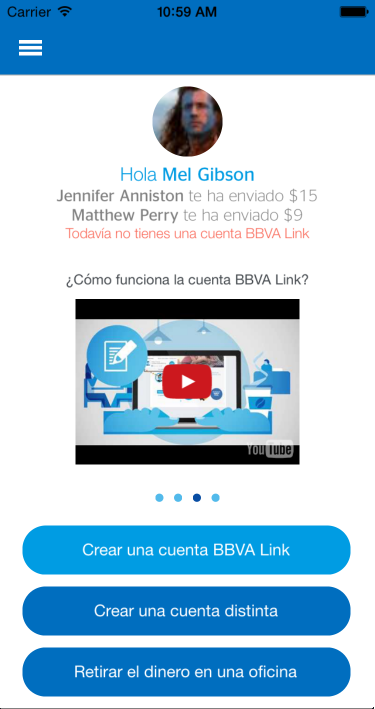 Carrier 10:59 AM
Hola Mel Gibson
Jennifer Anniston te ha enviado $15
Matthew Perry te ha enviado $9
Todavía no tienes una cuenta BBVA Link
¿Cómo funciona la cuenta BBVA Link?
YouTube
Crear una cuenta BBVA Link
Crear una cuenta distinta
Retirar el dinero en una oficina